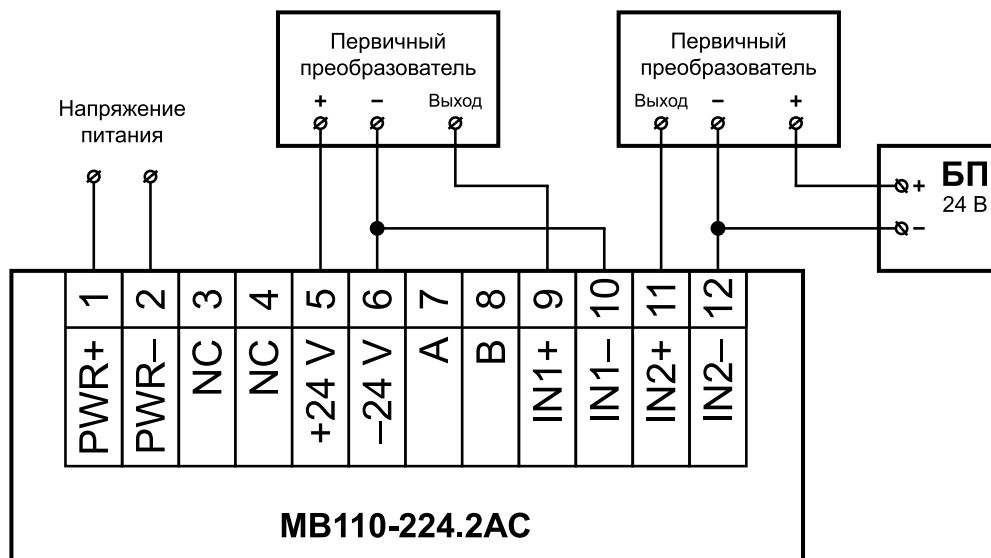 Первичный
преобразователь
+ − Выход
Первичный
преобразователь
Выход − +
Напряжение
питания
+ БП
24 В
−
1 2 3 4 5 6 7 8 9 10 11 12
PWR+ PWR− NC NC +24 V −24 V A B IN1+ IN1− IN2+ IN2−
МВ110-224.2АС